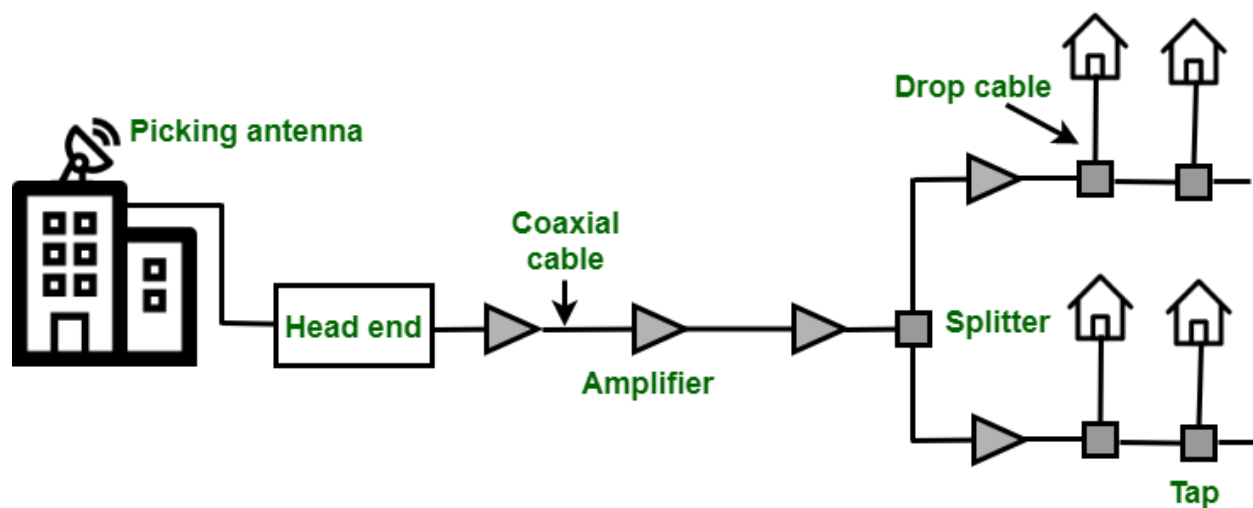 Drop cable
Picking antenna
Coaxial
cable
Head end
Splitter
Amplifier
Tap